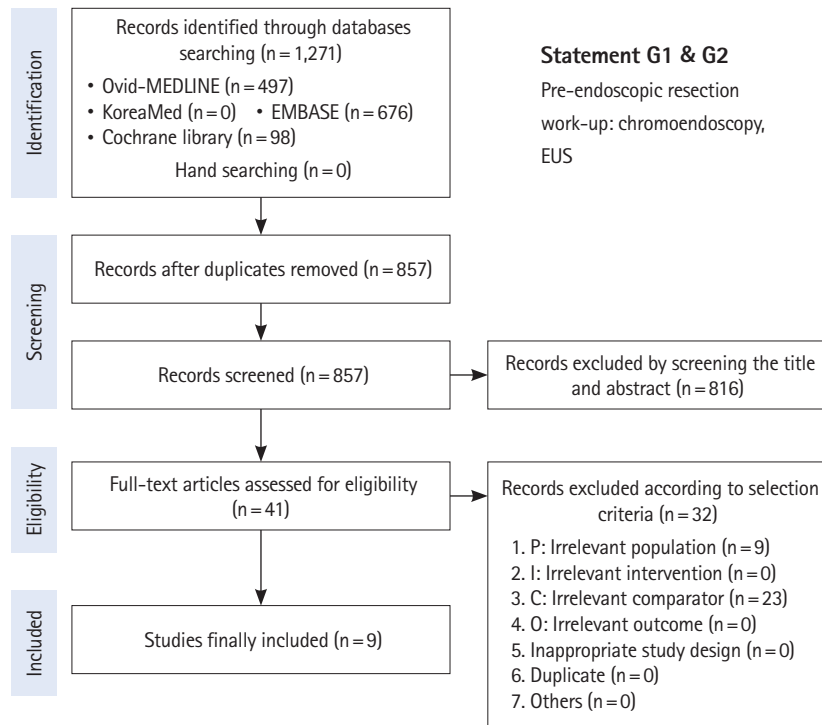 Identification
Records identified through databases
searching (n=1,271)
• Ovid-MEDLINE (n=497)
• KoreaMed (n=0) • EMBASE (n=676)
• Cochrane library (n=98)
Hand searching (n=0)
Statement G1 & G2
Pre-endoscopic resection
work-up: chromoendoscopy,
EUS
Screening
Records after duplicates removed (n=857)
Records screened (n=857)
Records excluded by screening the title
and abstract (n=816)
Eligibility
Full-text articles assessed for eligibility
(n=41)
Records excluded according to selection
criteria (n=32)
1. P: Irrelevant population (n=9)
2. I: Irrelevant intervention (n=0)
3. C: Irrelevant comparator (n=23)
4. O: Irrelevant outcome (n=0)
5. Inappropriate study design (n=0)
6. Duplicate (n=0)
7. Others (n=0)
Included
Studies finally included (n=9)